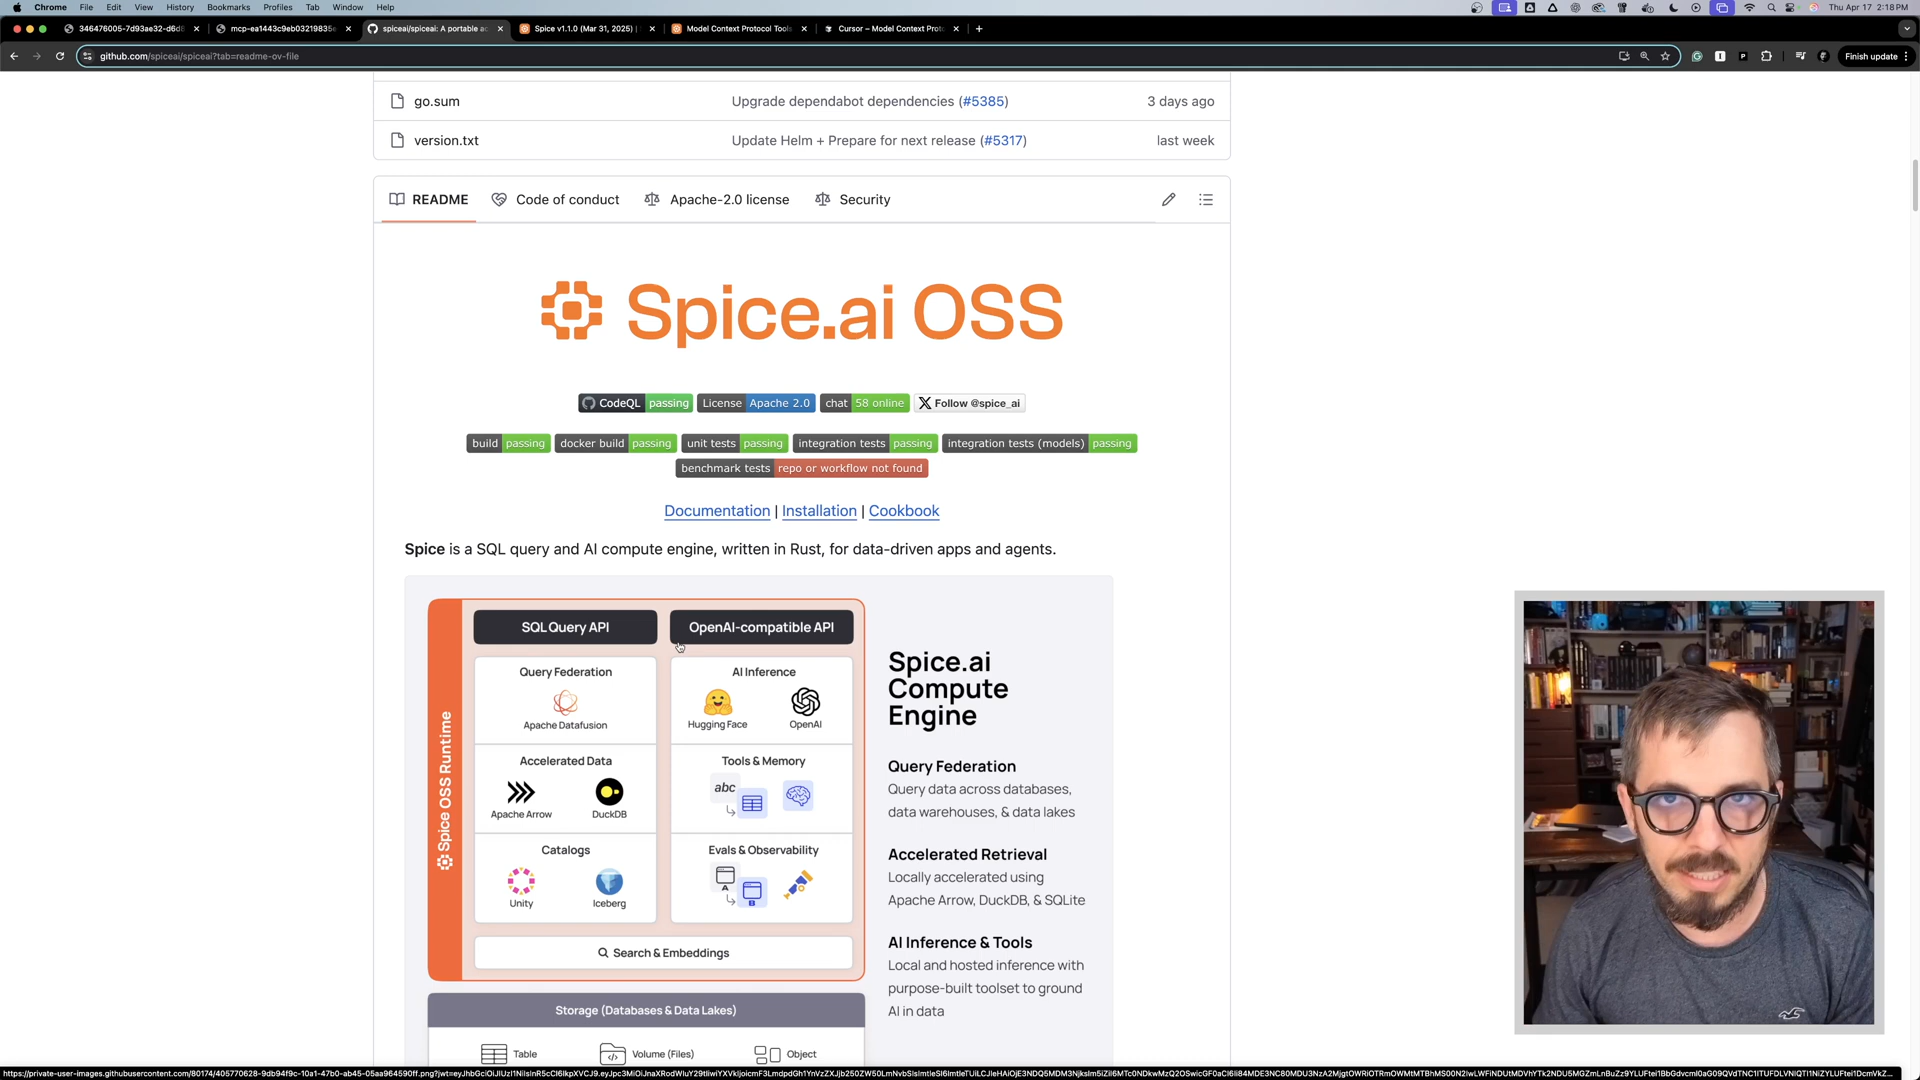 Chrome File Edit View History Bookmarks Profiles Tab Window Help
Thu Apr 17 2:18 PM
346476005-7d93ae32-d6d8
mcp-ea1443c9eb03219835e
spiceai/spiceai: A portable ac
Spice v1.1.0 (Mar 31, 2025) |
Model Context Protocol Tools
Cursor – Model Context Proto
github.com/spiceai/spiceai?tab=readme-ov-file
Finish update
go.sum Upgrade dependabot dependencies (#5385) 3 days ago
version.txt Update Helm + Prepare for next release (#5317) last week
README Code of conduct Apache-2.0 license Security
Spice.ai OSS
CodeQL passing License Apache 2.0 chat 58 online Follow @spice_ai
build passing docker build passing unit tests passing integration tests passing integration tests (models) passing
benchmark tests repo or workflow not found
Documentation | Installation | Cookbook
Spice is a SQL query and AI compute engine, written in Rust, for data-driven apps and agents.
Spice OSS Runtime
SQL Query API
OpenAI-compatible API
Query Federation
Apache Datafusion
AI Inference
Hugging Face
OpenAI
Accelerated Data
Apache Arrow
DuckDB
Tools & Memory
abc
Catalogs
Unity
Iceberg
Evals & Observability
A
Search & Embeddings
Storage (Databases & Data Lakes)
Table
Volume (Files)
Object
Spice.ai
Compute
Engine
Query Federation
Query data across databases,
data warehouses, & data lakes
Accelerated Retrieval
Locally accelerated using
Apache Arrow, DuckDB, & SQLite
AI Inference & Tools
Local and hosted inference with
purpose-built toolset to ground
AI in data